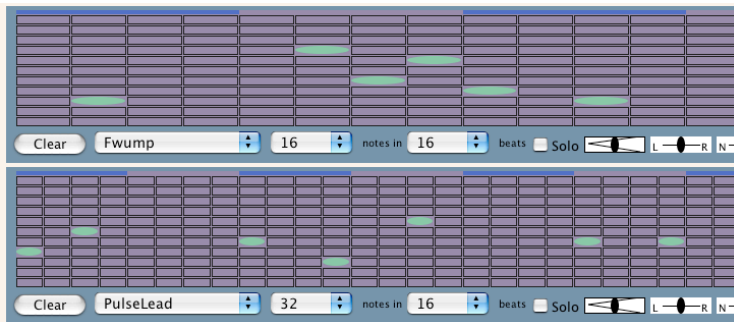 Clear Fwump 16 notes in 16 beats Solo L R N
Clear PulseLead 32 notes in 16 beats Solo L R N